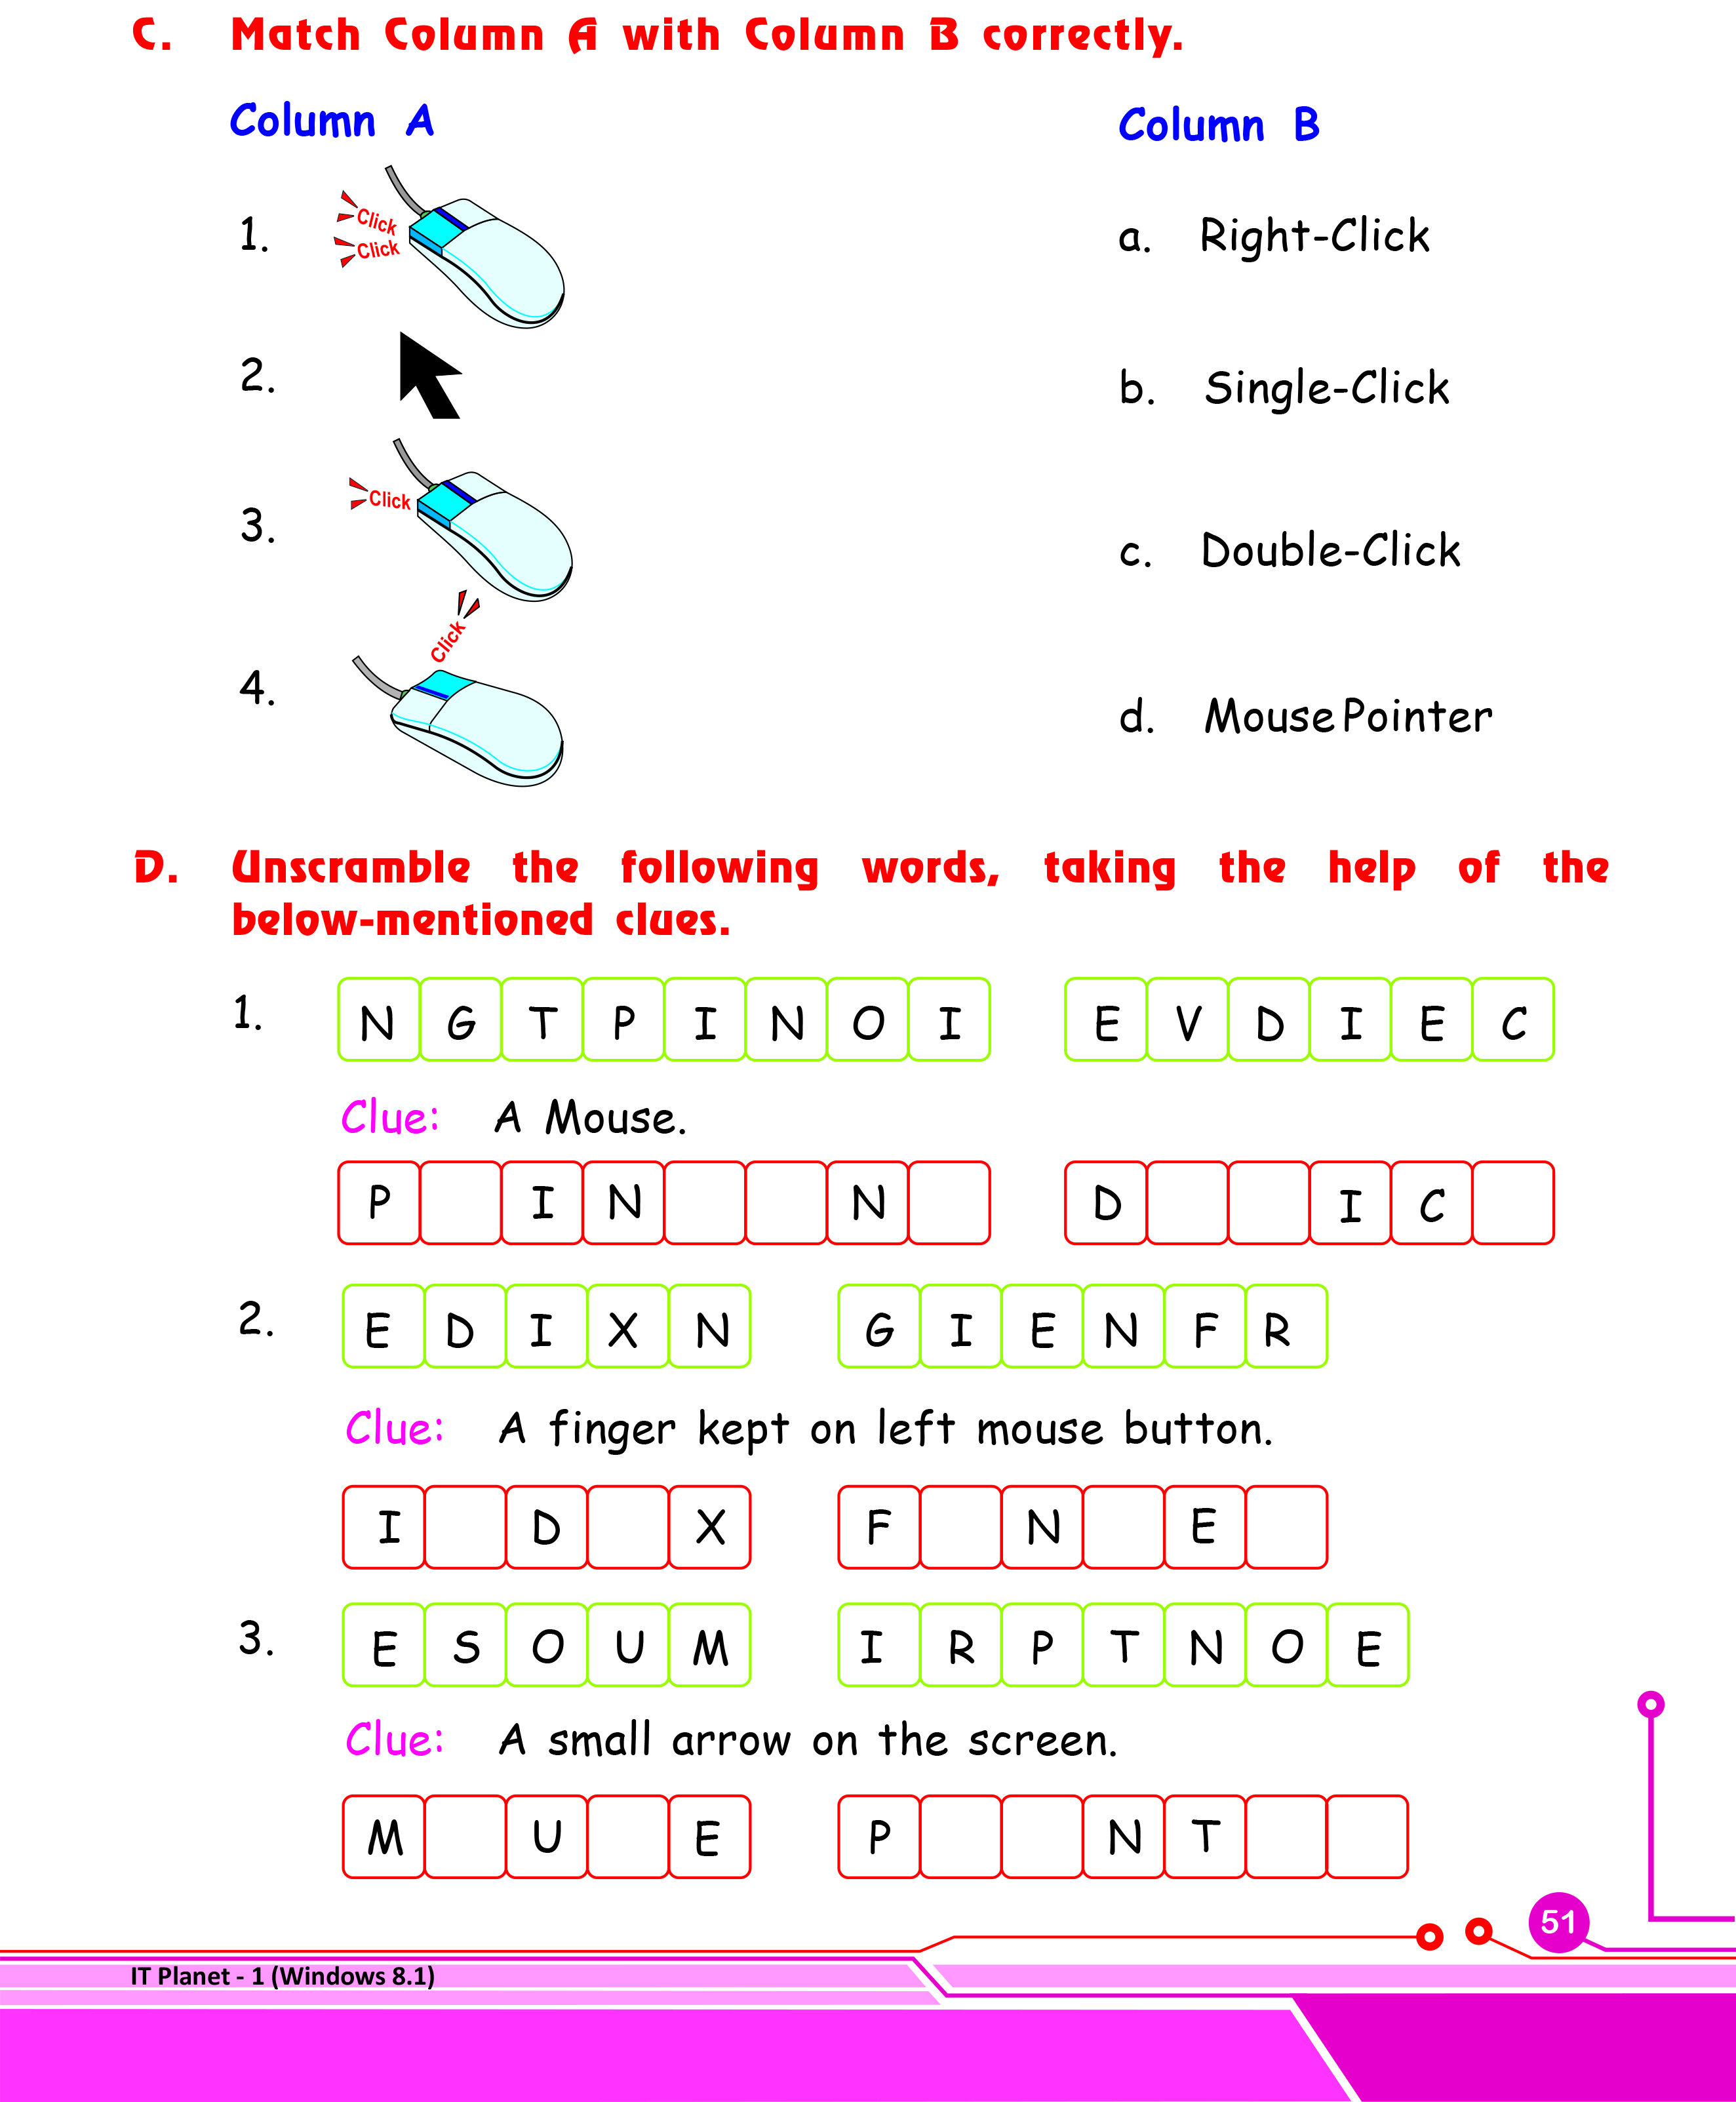 C. Match Column A with Column B correctly.
Column A Column B
1. Click Click a. Right-Click
2. b. Single-Click
3. Click c. Double-Click
4. Click d. Mouse Pointer
D. Unscramble the following words, taking the help of the
below-mentioned clues.
1. N G T P I N O I E V D I E C
Clue: A Mouse.
P I N N D I C
2. E D I X N G I E N F R
Clue: A finger kept on left mouse button.
I D X F N E
3. E S O U M I R P T N O E
Clue: A small arrow on the screen.
M U E P N T
51
IT Planet - 1 (Windows 8.1)